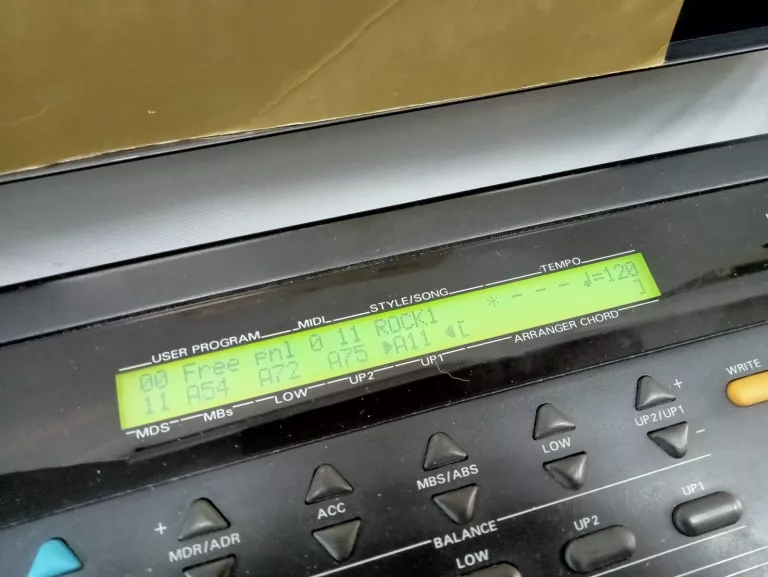 USER PROGRAM MIDI STYLE/SONG TEMPO
00 Free pnl 0 11 ROCK1 * - - - ♩=120
11 A54 A72 A75 ▶A11 ◀[ ]
MDS MBs LOW UP2 UP1 ARRANGER CHORD
WRITE
+ MDR/ADR ACC MBS/ABS LOW UP2/UP1 + -
BALANCE
LOW UP2 UP1